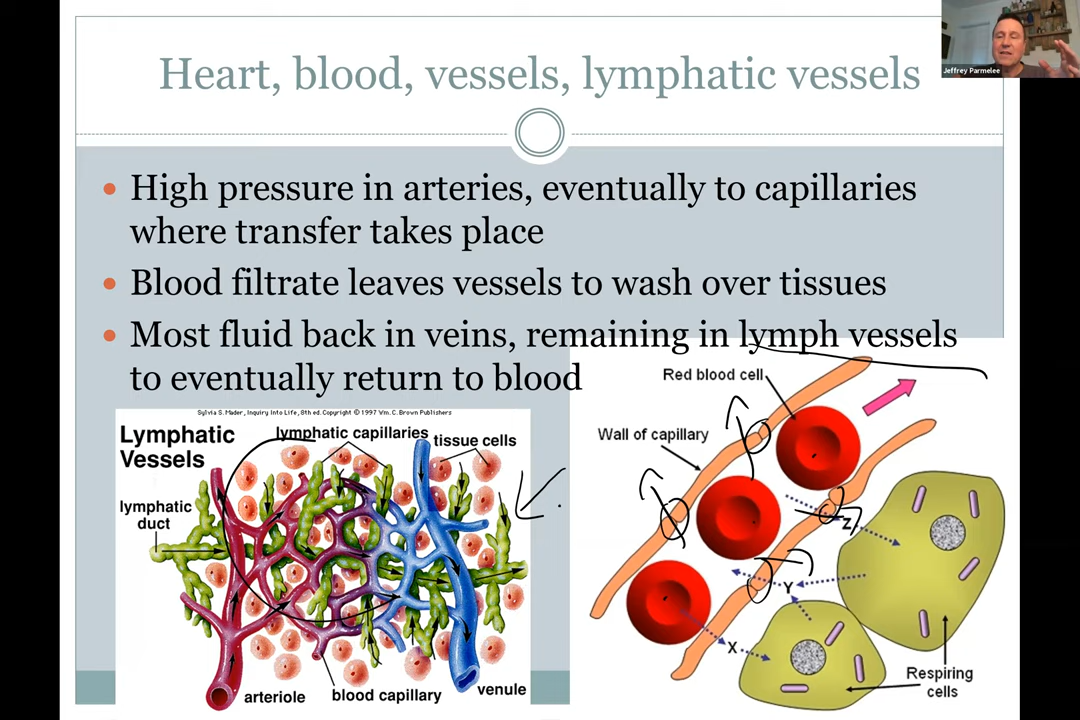 Heart, blood, vessels, lymphatic vessels
Jeffrey Parmelee
• High pressure in arteries, eventually to capillaries
where transfer takes place
• Blood filtrate leaves vessels to wash over tissues
• Most fluid back in veins, remaining in lymph vessels
to eventually return to blood
Sylvia S. Mader, Inquiry Into Life, 8th ed. Copyright © 1997 Wm. C. Brown Publishers
Lymphatic
Vessels
lymphatic capillaries
tissue cells
lymphatic
duct
arteriole
blood capillary
venule
Red blood cell
Wall of capillary
Z
Y
X
Respiring
cells